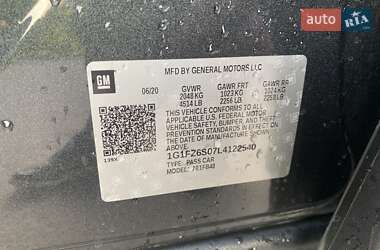 auto RIA.com
GM
MFD BY GENERAL MOTORS LLC
06/20
GVWR GAWR FRT GAWR RR
2048 KG 1023 KG 1024 KG
4514 LB 2256 LB 2258 LB
THIS VEHICLE CONFORMS TO ALL
APPLICABLE U.S. FEDERAL MOTOR
VEHICLE SAFETY, BUMPER, AND THEFT
PREVENTION STANDARDS IN EFFECT ON
THE DATE OF MANUFACTURE SHOWN
ABOVE.
1G1FZ6S07L4122540
TYPE: PASS CAR
MODEL: 1FB48